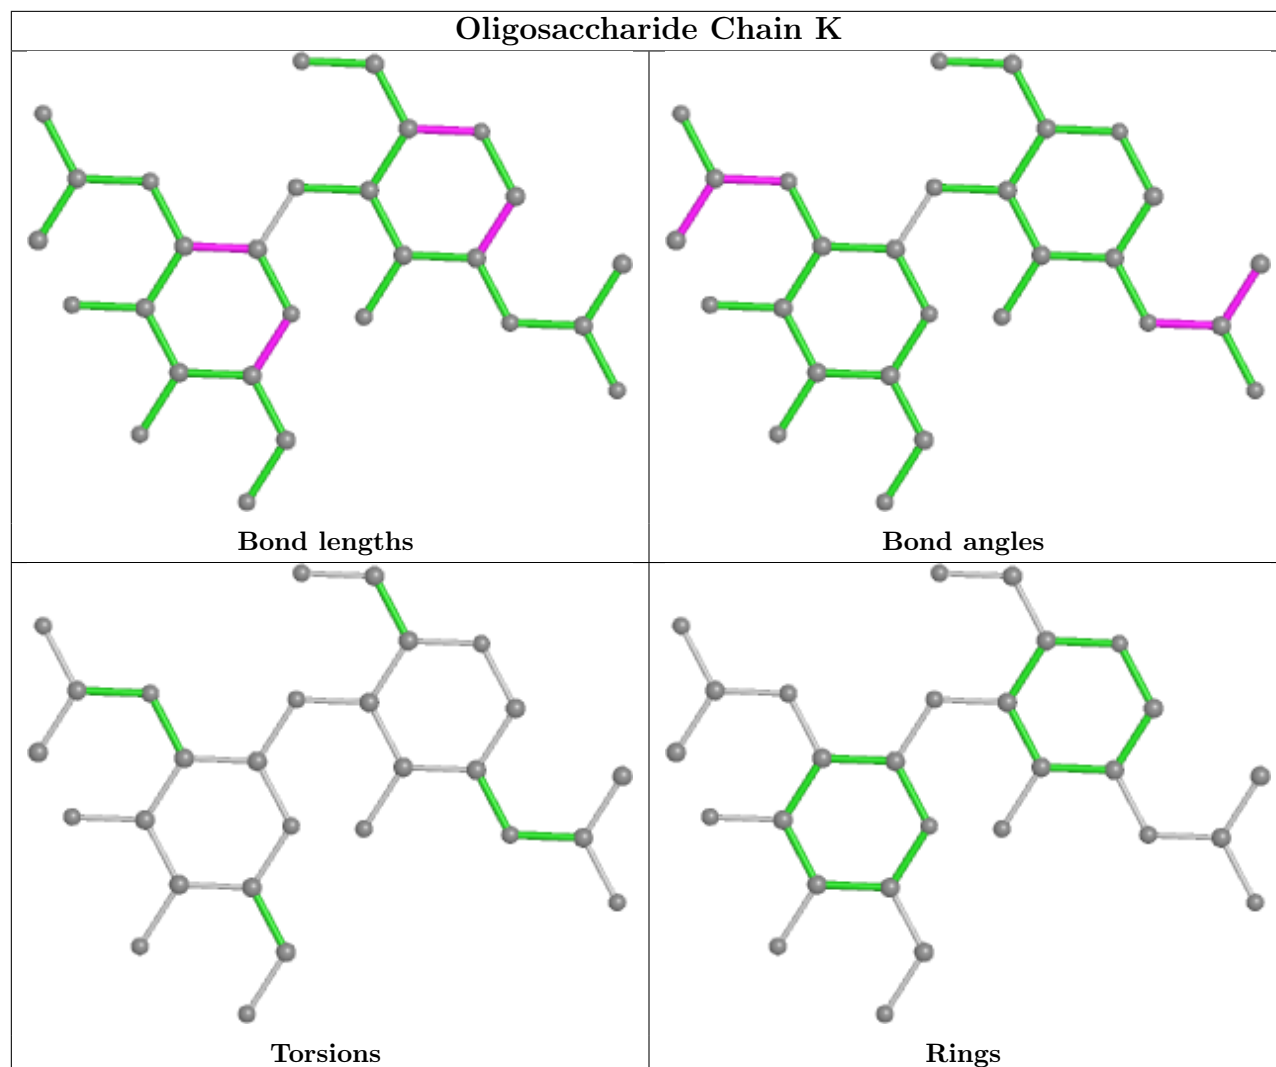 Oligosaccharide Chain K
Bond lengths
Bond angles
Torsions
Rings